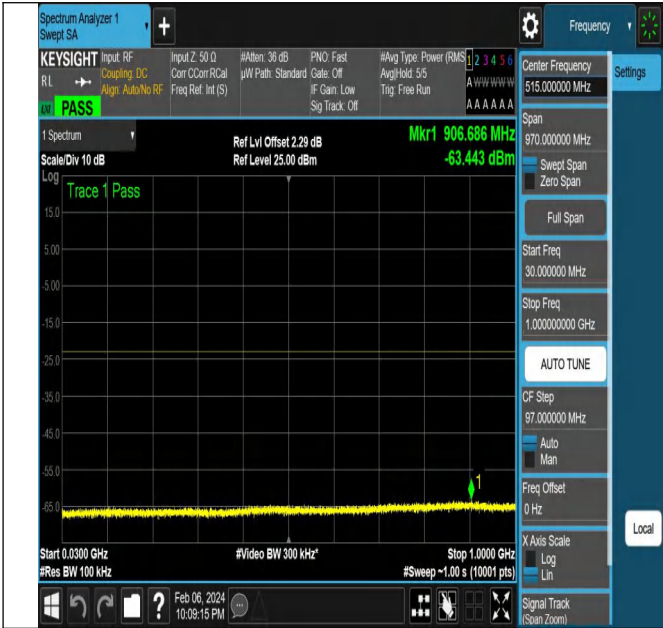 Spectrum Analyzer 1
Swept SA
+
Frequency
KEYSIGHT
RL
LXI
PASS
Input: RF
Coupling: DC
Align: Auto/No RF
Input Z: 50 Ω
Corr CCorr RCal
Freq Ref: Int (S)
#Atten: 36 dB
µW Path: Standard
PNO: Fast
Gate: Off
IF Gain: Low
Sig Track: Off
#Avg Type: Power (RMS
Avg|Hold: 5/5
Trig: Free Run
1 2 3 4 5 6
A W W W W W
A A A A A A
Center Frequency
515.000000 MHz
Settings
1 Spectrum
Scale/Div 10 dB
Ref Lvl Offset 2.29 dB
Ref Level 25.00 dBm
Mkr1 906.686 MHz
-63.443 dBm
Log
Trace 1 Pass
15.0
5.00
-5.00
-15.0
-25.0
-35.0
-45.0
-55.0
-65.0
1
Start 0.0300 GHz
#Res BW 100 kHz
#Video BW 300 kHz*
Stop 1.0000 GHz
#Sweep ~1.00 s (10001 pts)
Span
970.000000 MHz
Swept Span
Zero Span
Full Span
Start Freq
30.000000 MHz
Stop Freq
1.000000000 GHz
AUTO TUNE
CF Step
97.000000 MHz
Auto
Man
Freq Offset
0 Hz
X Axis Scale
Log
Lin
Local
Signal Track
(Span Zoom)
?
Feb 06, 2024
10:09:15 PM